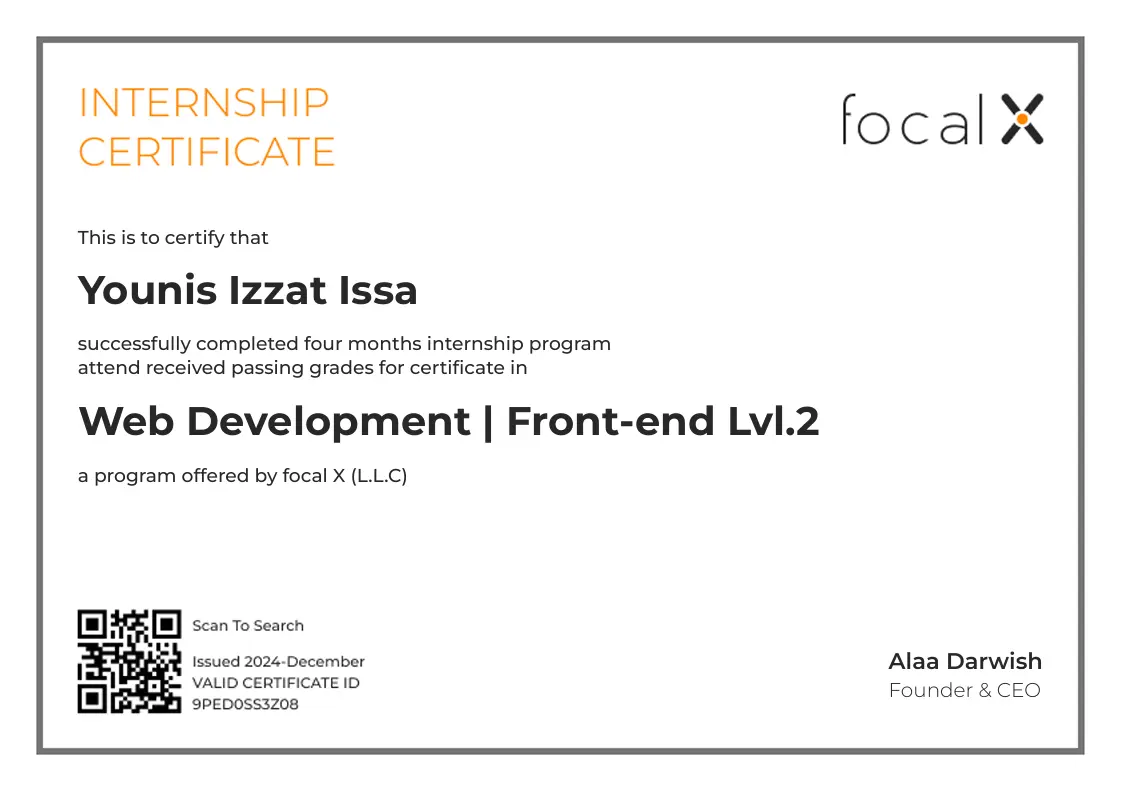 INTERNSHIP
CERTIFICATE
focal X
This is to certify that
Younis Izzat Issa
successfully completed four months internship program
attend received passing grades for certificate in
Web Development | Front-end Lvl.2
a program offered by focal X (L.L.C)
Scan To Search
Issued 2024-December
VALID CERTIFICATE ID
9PED0SS3Z08
Alaa Darwish
Founder & CEO